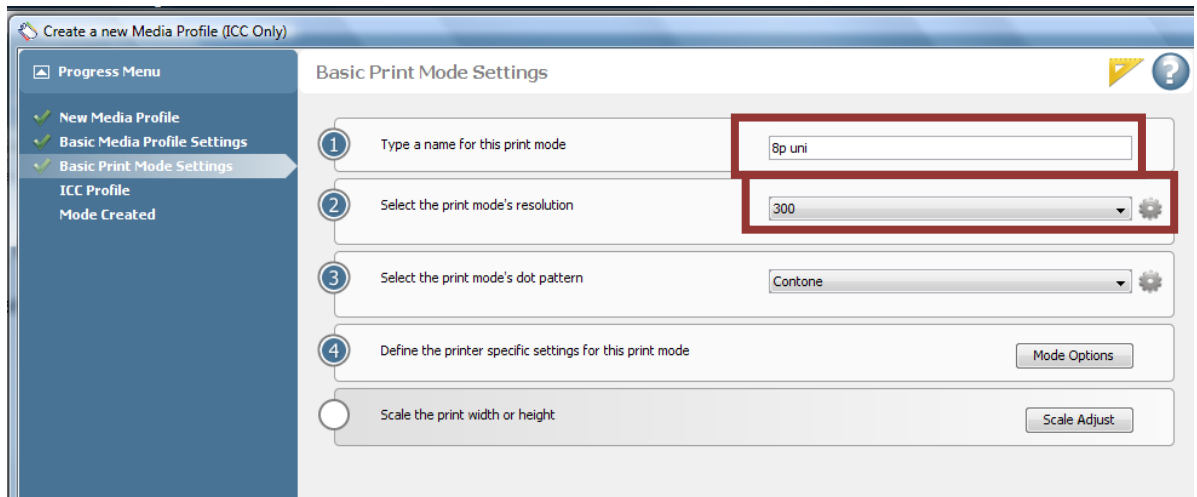 Create a new Media Profile (ICC Only)
Progress Menu
New Media Profile
Basic Media Profile Settings
Basic Print Mode Settings
ICC Profile
Mode Created
Basic Print Mode Settings
?
1 Type a name for this print mode 8p uni
2 Select the print mode's resolution 300
3 Select the print mode's dot pattern Contone
4 Define the printer specific settings for this print mode Mode Options
Scale the print width or height Scale Adjust